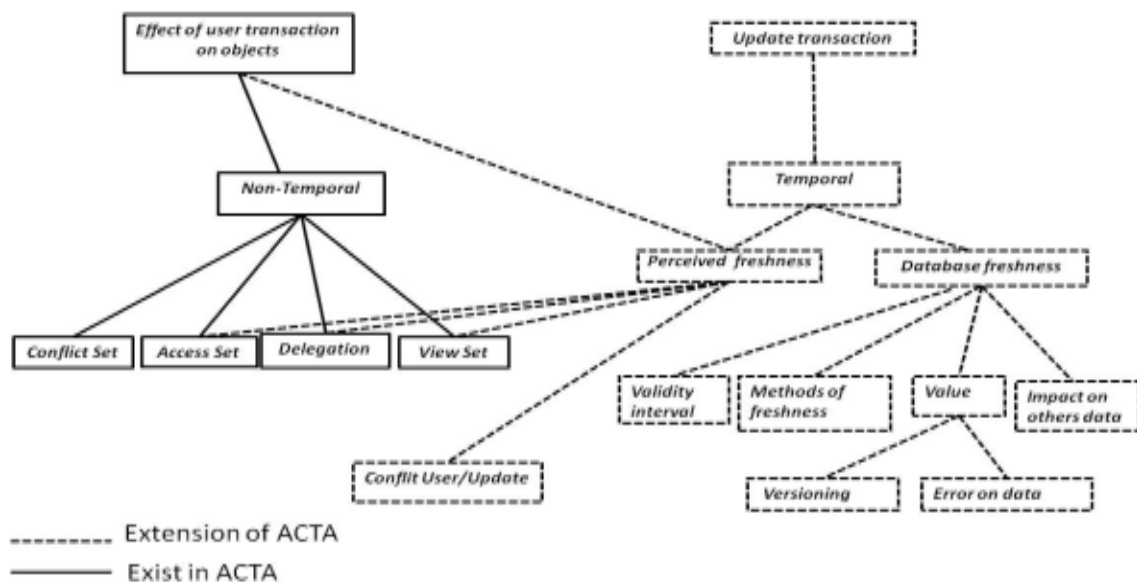 Effect of user transaction
on objects
Update transaction
Non-Temporal
Temporal
Perceived freshness
Database freshness
Conflict Set
Access Set
Delegation
View Set
Validity
interval
Methods of
freshness
Value
Impact on
others data
Conflit User/Update
Versioning
Error on data
Extension of ACTA
Exist in ACTA